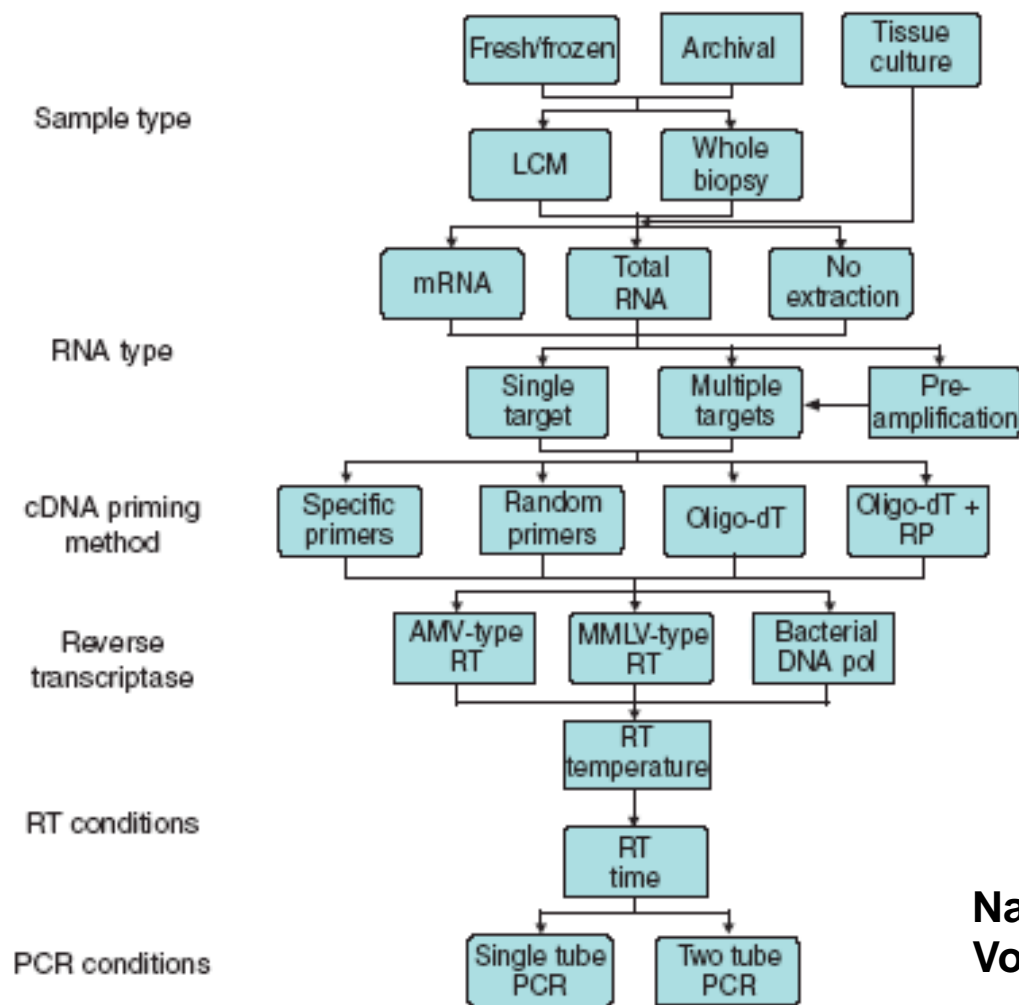 Fresh/frozen
Archival
Tissue
culture
Sample type
LCM
Whole
biopsy
mRNA
Total
RNA
No
extraction
RNA type
Single
target
Multiple
targets
Pre-
amplification
cDNA priming
method
Specific
primers
Random
primers
Oligo-dT
Oligo-dT +
RP
Reverse
transcriptase
AMV-type
RT
MMLV-type
RT
Bacterial
DNA pol
RT
temperature
RT conditions
RT
time
Na
Vo
PCR conditions
Single tube
PCR
Two tube
PCR